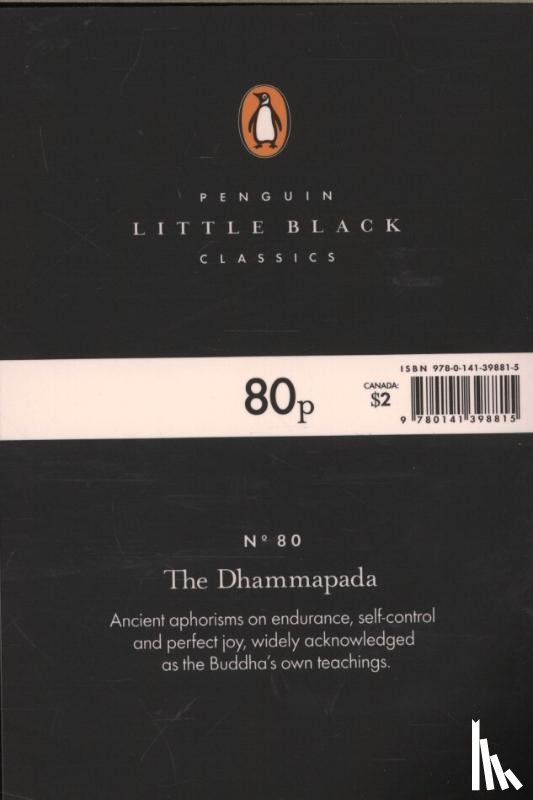 PENGUIN
LITTLE BLACK
CLASSICS
ISBN 978-0-141-39881-5
CANADA:
$2
80p
9 780141 398815
Nº 80
The Dhammapada
Ancient aphorisms on endurance, self-control
and perfect joy, widely acknowledged
as the Buddha's own teachings.